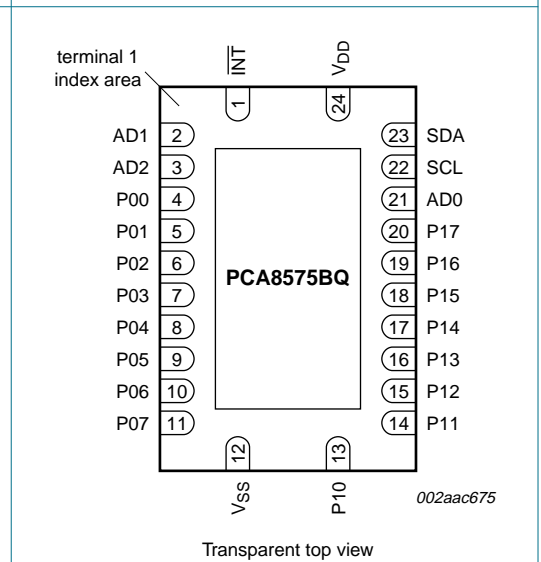 terminal 1
index area
INT
VDD
1
24
AD1 2
23 SDA
AD2 3
22 SCL
P00 4
21 AD0
P01 5
20 P17
P02 6
19 P16
P03 7
18 P15
P04 8
17 P14
P05 9
16 P13
P06 10
15 P12
P07 11
14 P11
PCA8575BQ
12
13
VSS
P10
002aac675
Transparent top view